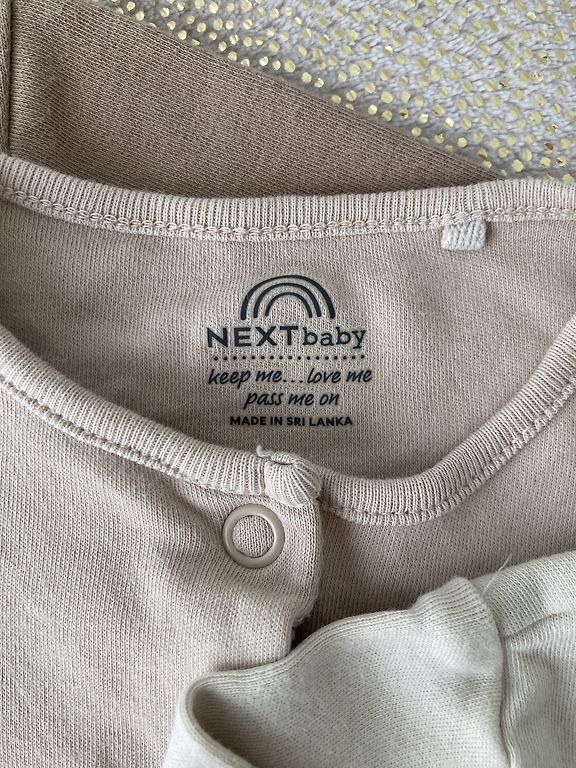 NEXTbaby
keep me...love me
pass me on
MADE IN SRI LANKA